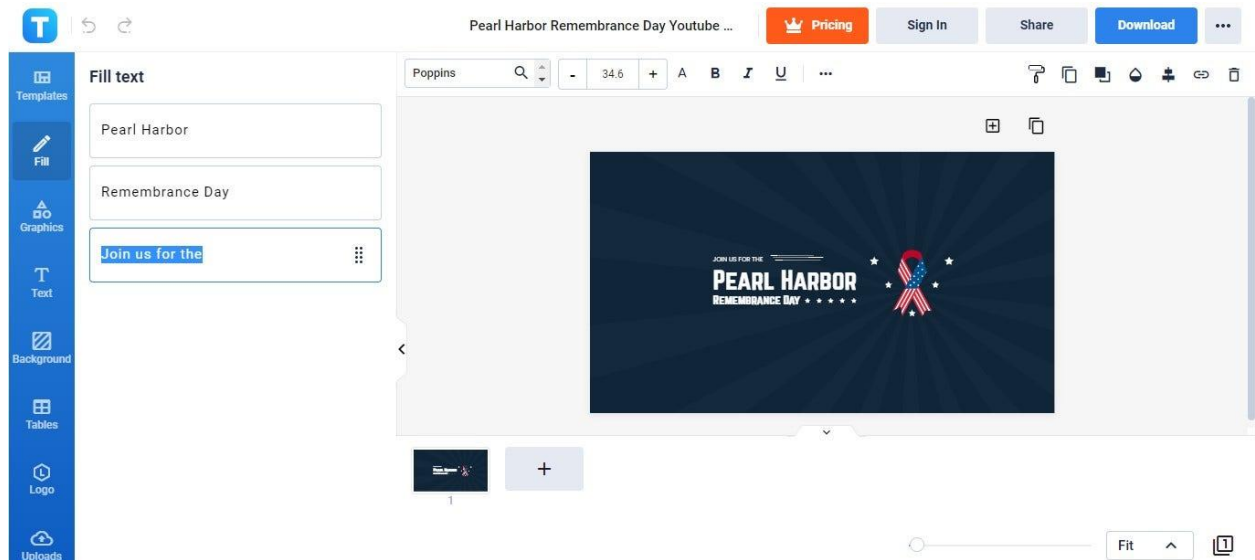 T
Pearl Harbor Remembrance Day Youtube ...
Pricing
Sign In
Share
Download
Templates
Fill
Graphics
Text
Background
Tables
Logo
Uploads
Fill text
Pearl Harbor
Remembrance Day
Join us for the
Poppins
- 34.6 + A B I U
JOIN US FOR THE
PEARL HARBOR
REMEMBRANCE DAY
1
Fit
1